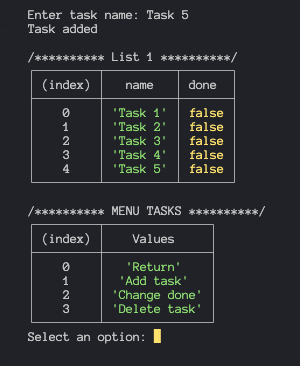 Enter task name: Task 5
Task added
/********** List 1 **********/
(index) name done
0 'Task 1' false
1 'Task 2' false
2 'Task 3' false
3 'Task 4' false
4 'Task 5' false
/********** MENU TASKS **********/
(index) Values
0 'Return'
1 'Add task'
2 'Change done'
3 'Delete task'
Select an option: